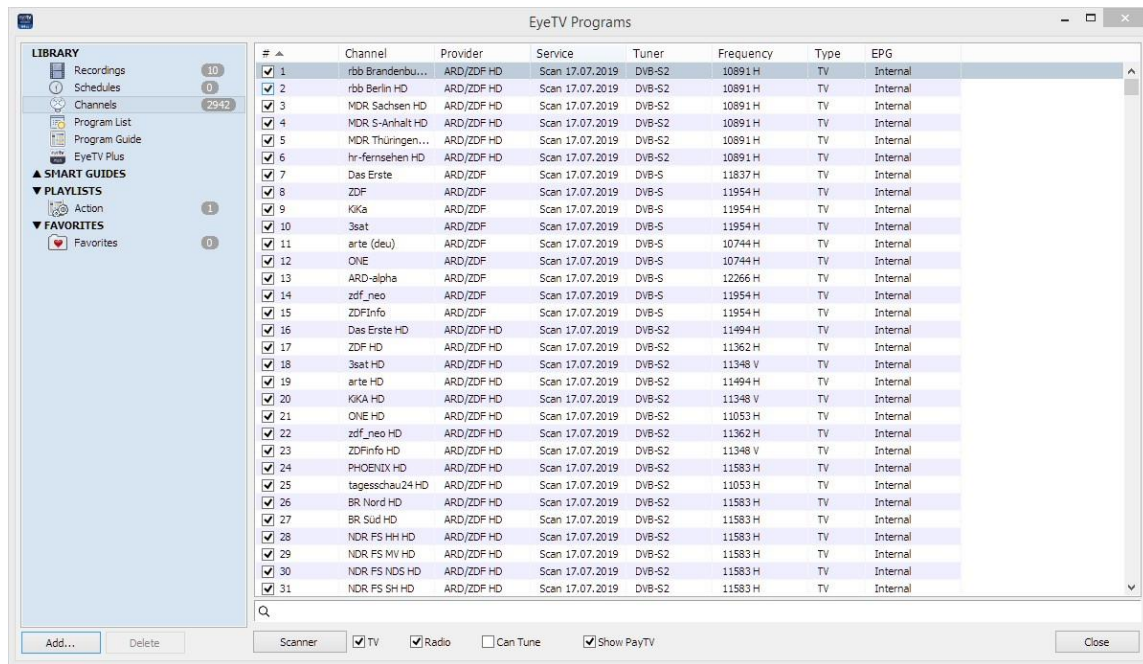 EyeTV Programs
LIBRARY
Recordings 10
Schedules 0
Channels 2942
Program List
Program Guide
EyeTV Plus
▲ SMART GUIDES
▼ PLAYLISTS
Action 1
▼ FAVORITES
Favorites 0
# Channel Provider Service Tuner Frequency Type EPG
1 rbb Brandenbu... ARD/ZDF HD Scan 17.07.2019 DVB-S2 10891 H TV Internal
2 rbb Berlin HD ARD/ZDF HD Scan 17.07.2019 DVB-S2 10891 H TV Internal
3 MDR Sachsen HD ARD/ZDF HD Scan 17.07.2019 DVB-S2 10891 H TV Internal
4 MDR S-Anhalt HD ARD/ZDF HD Scan 17.07.2019 DVB-S2 10891 H TV Internal
5 MDR Thüringen... ARD/ZDF HD Scan 17.07.2019 DVB-S2 10891 H TV Internal
6 hr-fernsehen HD ARD/ZDF HD Scan 17.07.2019 DVB-S2 10891 H TV Internal
7 Das Erste ARD/ZDF Scan 17.07.2019 DVB-S 11837 H TV Internal
8 ZDF ARD/ZDF Scan 17.07.2019 DVB-S 11954 H TV Internal
9 KiKa ARD/ZDF Scan 17.07.2019 DVB-S 11954 H TV Internal
10 3sat ARD/ZDF Scan 17.07.2019 DVB-S 11954 H TV Internal
11 arte (deu) ARD/ZDF Scan 17.07.2019 DVB-S 10744 H TV Internal
12 ONE ARD/ZDF Scan 17.07.2019 DVB-S 10744 H TV Internal
13 ARD-alpha ARD/ZDF Scan 17.07.2019 DVB-S 12266 H TV Internal
14 zdf_neo ARD/ZDF Scan 17.07.2019 DVB-S 11954 H TV Internal
15 ZDFInfo ARD/ZDF Scan 17.07.2019 DVB-S 11954 H TV Internal
16 Das Erste HD ARD/ZDF HD Scan 17.07.2019 DVB-S2 11494 H TV Internal
17 ZDF HD ARD/ZDF HD Scan 17.07.2019 DVB-S2 11362 H TV Internal
18 3sat HD ARD/ZDF HD Scan 17.07.2019 DVB-S2 11348 V TV Internal
19 arte HD ARD/ZDF HD Scan 17.07.2019 DVB-S2 11494 H TV Internal
20 KiKA HD ARD/ZDF HD Scan 17.07.2019 DVB-S2 11348 V TV Internal
21 ONE HD ARD/ZDF HD Scan 17.07.2019 DVB-S2 11053 H TV Internal
22 zdf_neo HD ARD/ZDF HD Scan 17.07.2019 DVB-S2 11362 H TV Internal
23 ZDFinfo HD ARD/ZDF HD Scan 17.07.2019 DVB-S2 11348 V TV Internal
24 PHOENIX HD ARD/ZDF HD Scan 17.07.2019 DVB-S2 11583 H TV Internal
25 tagesschau24 HD ARD/ZDF HD Scan 17.07.2019 DVB-S2 11053 H TV Internal
26 BR Nord HD ARD/ZDF HD Scan 17.07.2019 DVB-S2 11583 H TV Internal
27 BR Süd HD ARD/ZDF HD Scan 17.07.2019 DVB-S2 11583 H TV Internal
28 NDR FS HH HD ARD/ZDF HD Scan 17.07.2019 DVB-S2 11583 H TV Internal
29 NDR FS MV HD ARD/ZDF HD Scan 17.07.2019 DVB-S2 11583 H TV Internal
30 NDR FS NDS HD ARD/ZDF HD Scan 17.07.2019 DVB-S2 11583 H TV Internal
31 NDR FS SH HD ARD/ZDF HD Scan 17.07.2019 DVB-S2 11583 H TV Internal
Add... Delete Scanner TV Radio Can Tune Show PayTV Close